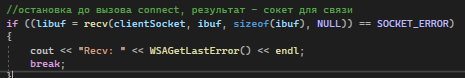 //остановка до вызова connect, результат – сокет для связи
if ((libuf = recv(clientSocket, ibuf, sizeof(ibuf), NULL)) == SOCKET_ERROR)
{
cout << "Recv: " << WSAGetLastError() << endl;
break;
}